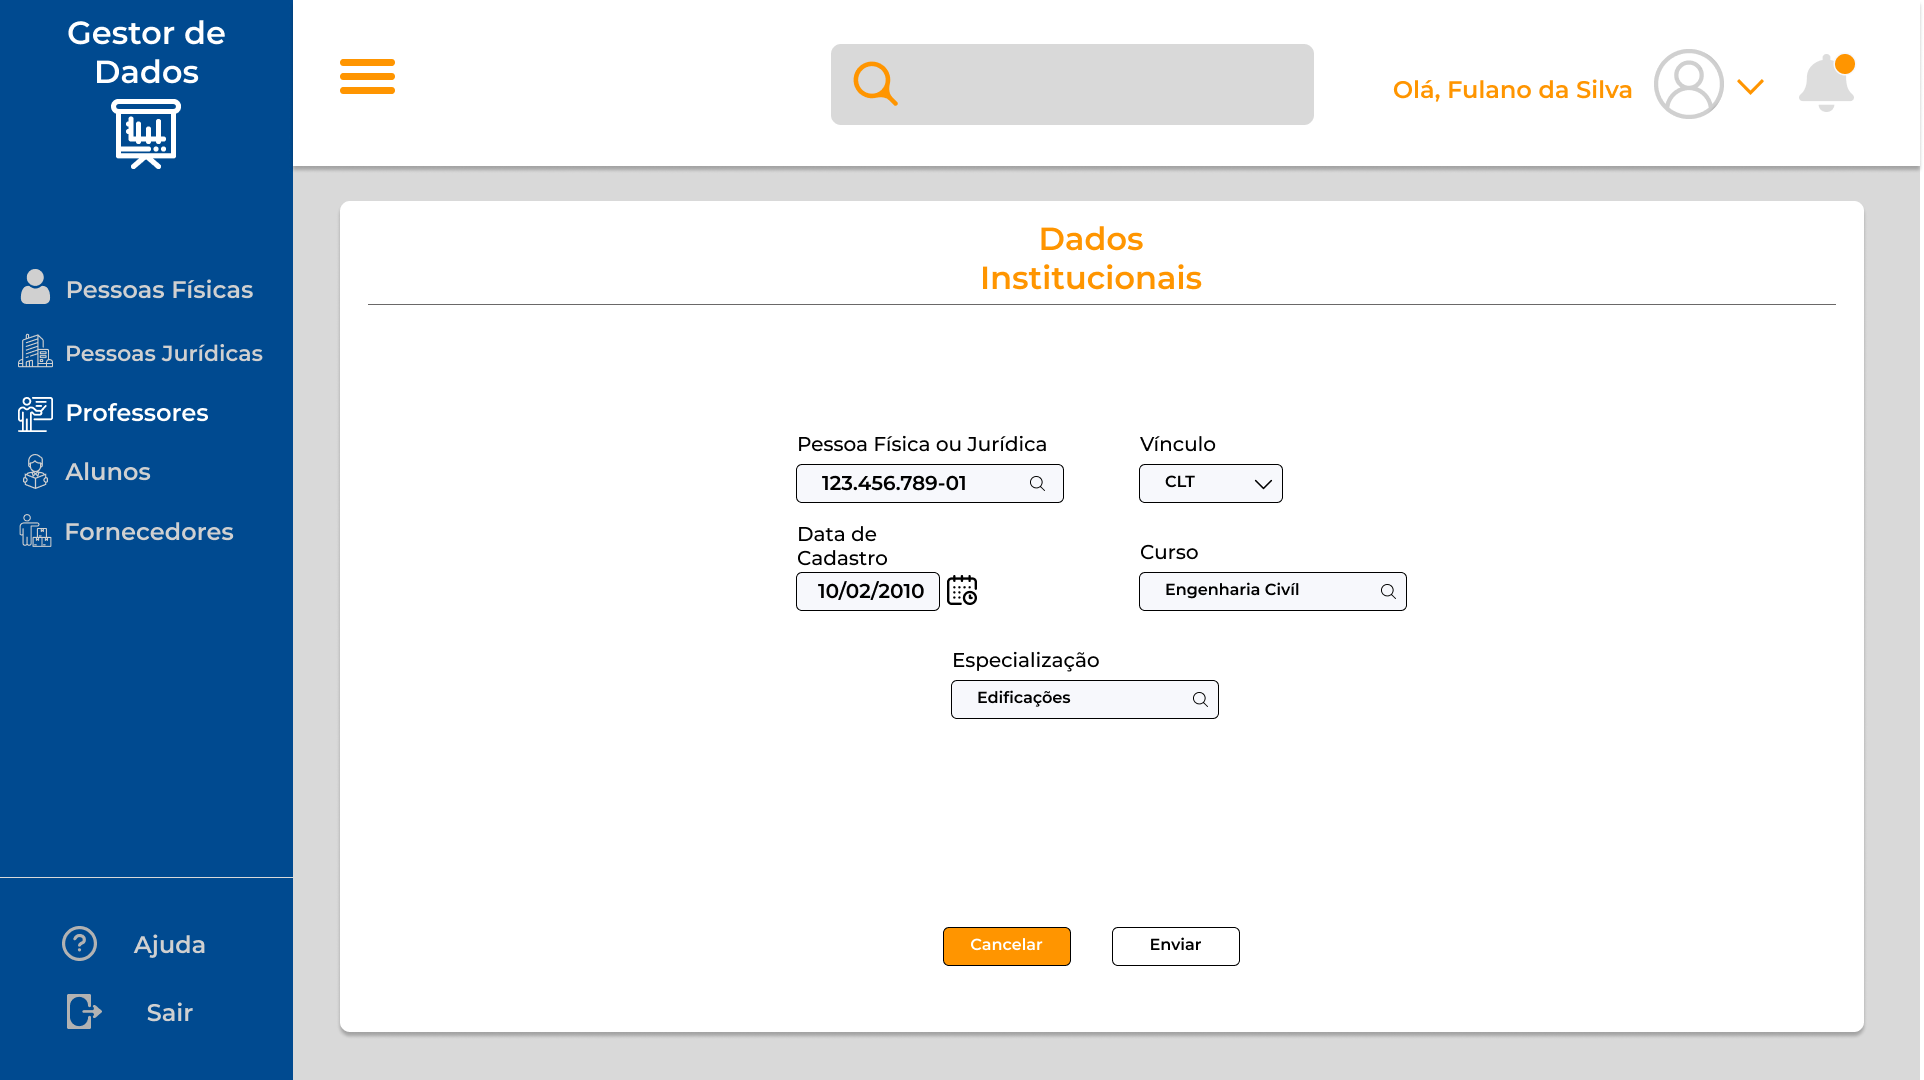 Gestor de
Dados
Olá, Fulano da Silva
Pessoas Físicas
Pessoas Jurídicas
Professores
Alunos
Fornecedores
Ajuda
Sair
Dados
Institucionais
Pessoa Física ou Jurídica
123.456.789-01
Vínculo
CLT
Data de
Cadastro
10/02/2010
Curso
Engenharia Civíl
Especialização
Edificações
Cancelar
Enviar